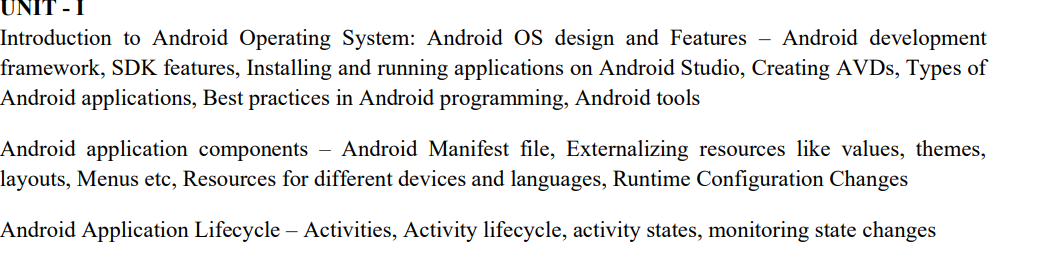 UNIT - I
Introduction to Android Operating System: Android OS design and Features – Android development
framework, SDK features, Installing and running applications on Android Studio, Creating AVDs, Types of
Android applications, Best practices in Android programming, Android tools
Android application components – Android Manifest file, Externalizing resources like values, themes,
layouts, Menus etc, Resources for different devices and languages, Runtime Configuration Changes
Android Application Lifecycle – Activities, Activity lifecycle, activity states, monitoring state changes